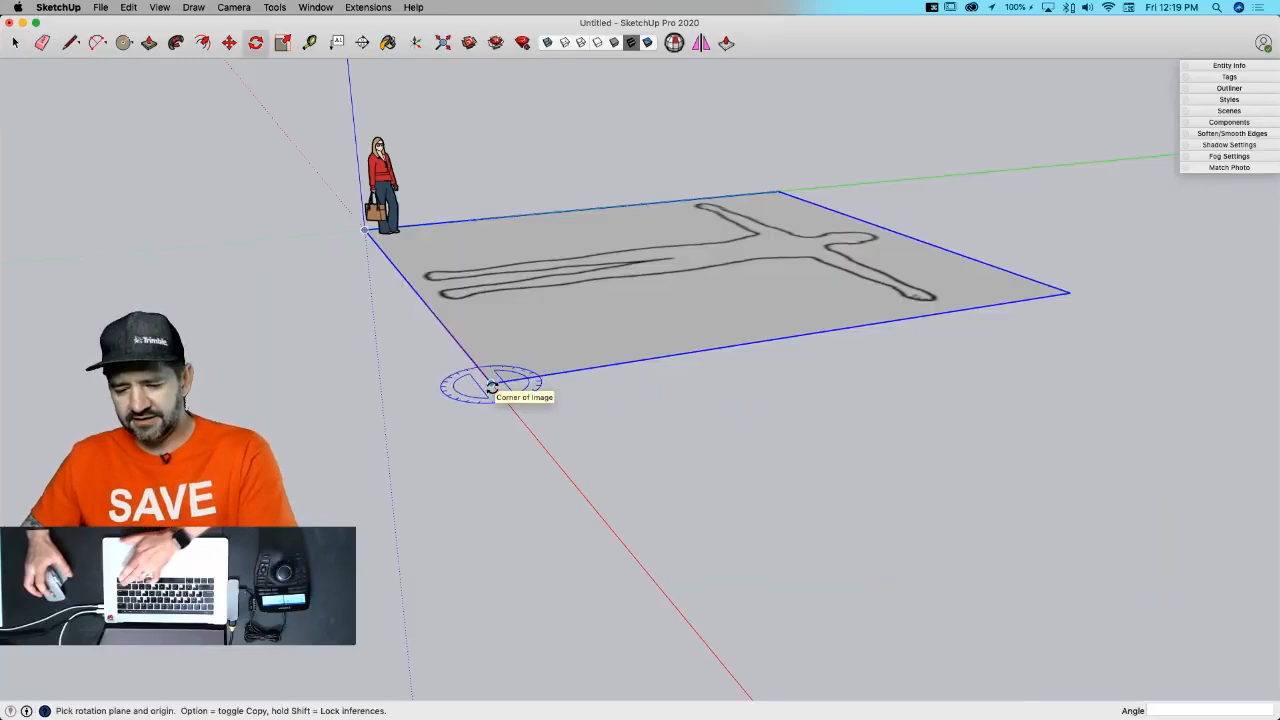 SketchUp File Edit View Draw Camera Tools Window Extensions Help
100% Fri 12:19 PM
Untitled - SketchUp Pro 2020
Entity Info
Tags
Outliner
Styles
Scenes
Components
Soften/Smooth Edges
Shadow Settings
Fog Settings
Match Photo
Trimble.
Corner of Image
SAVE
Pick rotation plane and origin. Option = toggle Copy, hold Shift = Lock inferences.
Angle